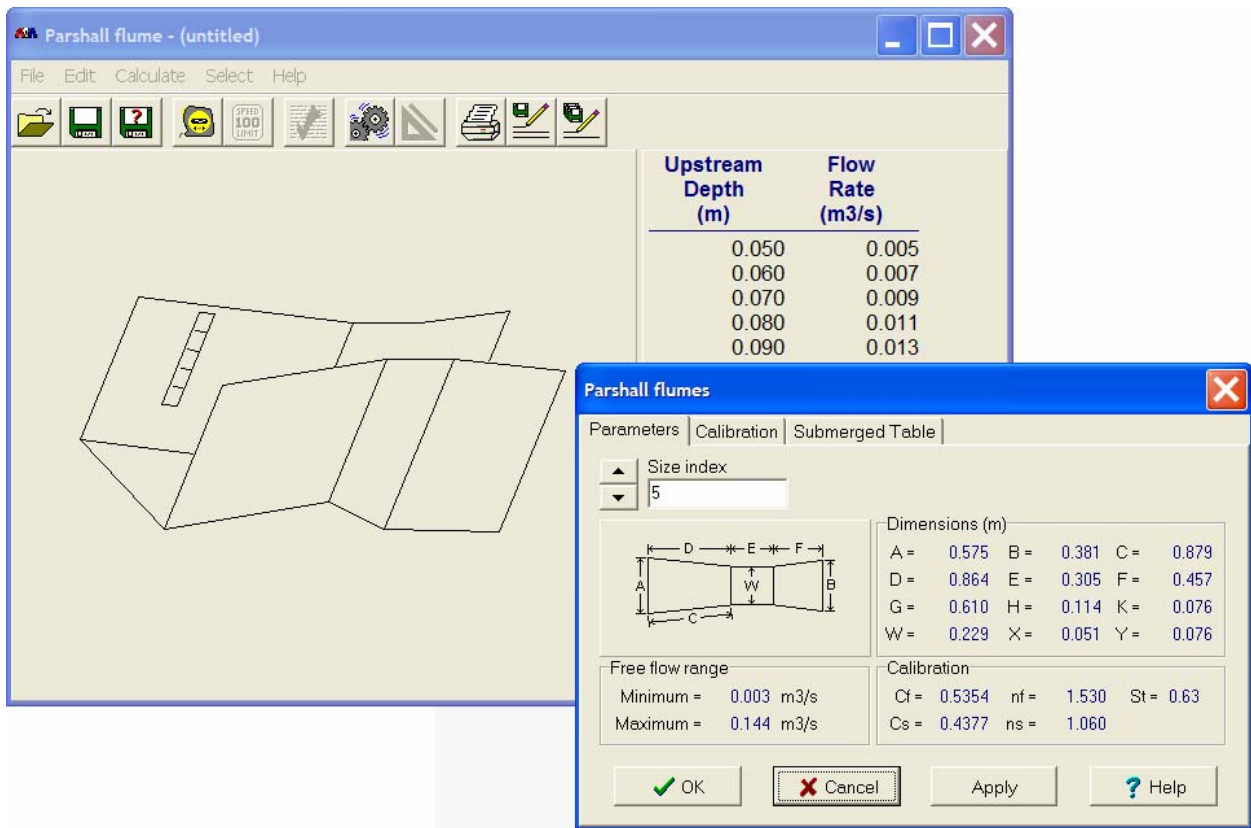 Parshall flume - (untitled)
File Edit Calculate Select Help
SPEED
100
LIMIT
Upstream Flow
Depth Rate
(m) (m3/s)
0.050 0.005
0.060 0.007
0.070 0.009
0.080 0.011
0.090 0.013
Parshall flumes
Parameters Calibration Submerged Table
Size index
5
D E F
A W B
C
Dimensions (m)
A = 0.575 B = 0.381 C = 0.879
D = 0.864 E = 0.305 F = 0.457
G = 0.610 H = 0.114 K = 0.076
W = 0.229 X = 0.051 Y = 0.076
Free flow range
Minimum = 0.003 m3/s
Maximum = 0.144 m3/s
Calibration
Cf = 0.5354 nf = 1.530 St = 0.63
Cs = 0.4377 ns = 1.060
OK Cancel Apply ? Help